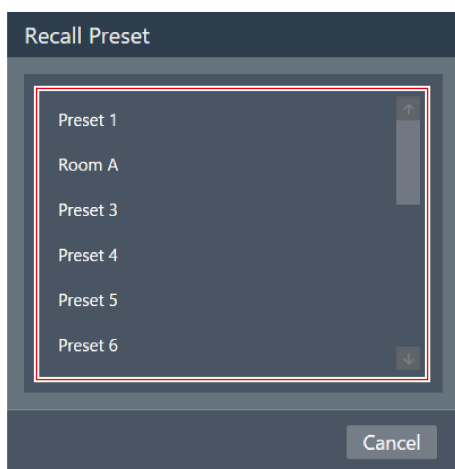 Recall Preset
Preset 1
Room A
Preset 3
Preset 4
Preset 5
Preset 6
Cancel